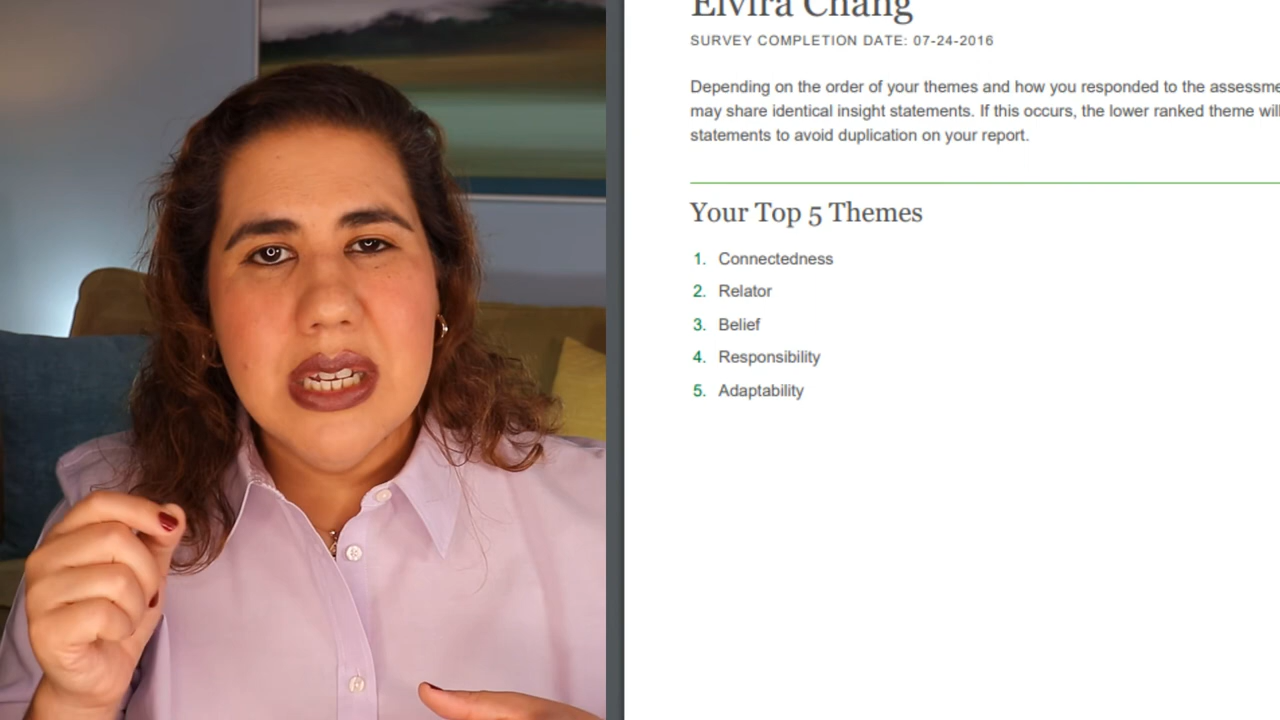 Elvira Chang
SURVEY COMPLETION DATE: 07-24-2016
Depending on the order of your themes and how you responded to the
may share identical insight statements. If this occurs, the lower ranked theme
statements to avoid duplication on your report.
Your Top 5 Themes
1. Connectedness
2. Relator
3. Belief
4. Responsibility
5. Adaptability